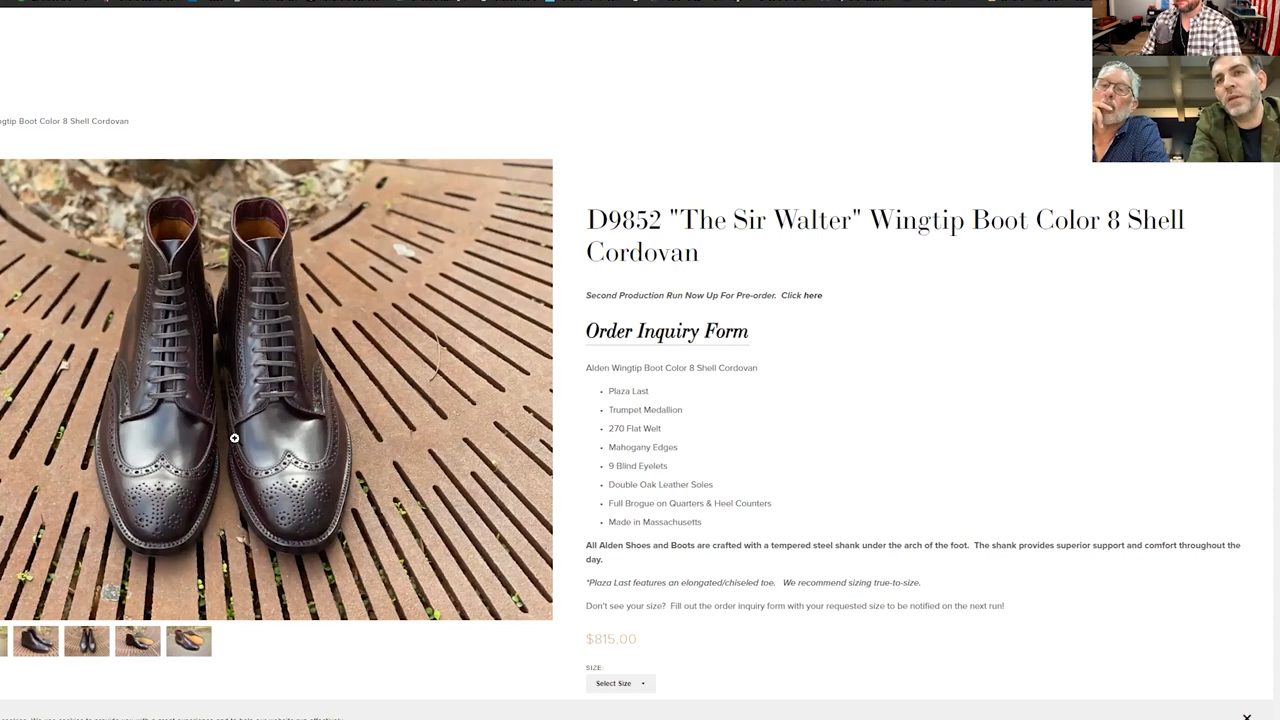 ngtip Boot Color 8 Shell Cordovan
D9852 "The Sir Walter" Wingtip Boot Color 8 Shell
Cordovan
Second Production Run Now Up For Pre-order. Click here
Order Inquiry Form
Alden Wingtip Boot Color 8 Shell Cordovan
• Plaza Last
• Trumpet Medallion
• 270 Flat Welt
• Mahogany Edges
• 9 Blind Eyelets
• Double Oak Leather Soles
• Full Brogue on Quarters & Heel Counters
• Made in Massachusetts
All Alden Shoes and Boots are crafted with a tempered steel shank under the arch of the foot. The shank provides superior support and comfort throughout the
day.
*Plaza Last features an elongated/chiseled toe. We recommend sizing true-to-size.
Don't see your size? Fill out the order inquiry form with your requested size to be notified on the next run!
$815.00
SIZE:
Select Size